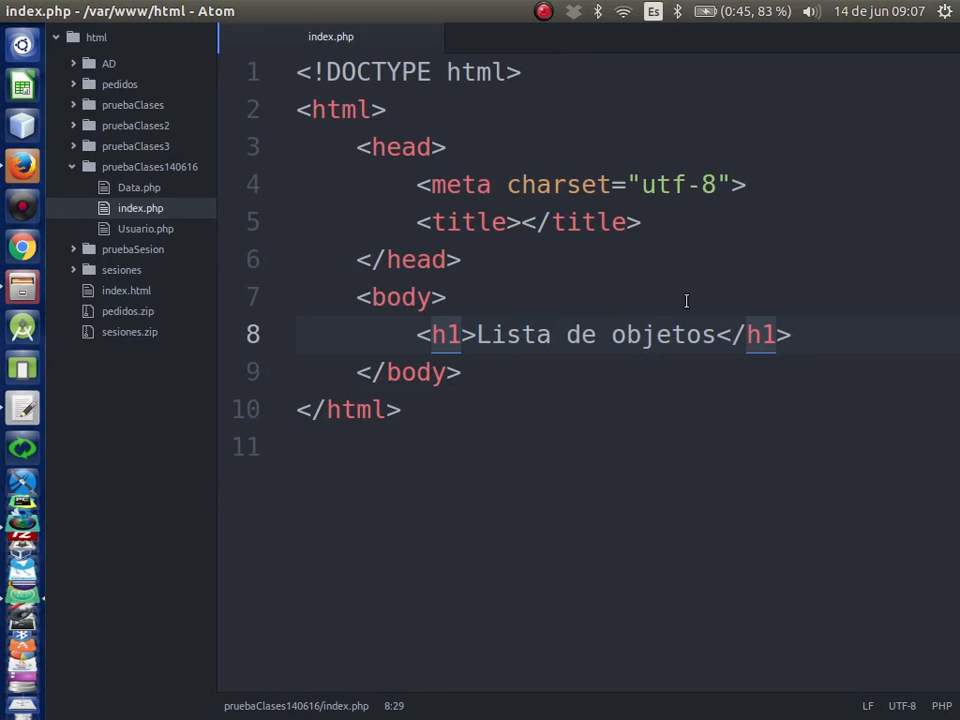 index.php - /var/www/html - Atom
Es
(0:45, 83 %)
14 de jun 09:07
html
AD
pedidos
pruebaClases
pruebaClases2
pruebaClases3
pruebaClases140616
Data.php
index.php
Usuario.php
pruebaSesion
sesiones
index.html
pedidos.zip
sesiones.zip
index.php
1 <!DOCTYPE html>
2 <html>
3 <head>
4 <meta charset="utf-8">
5 <title></title>
6 </head>
7 <body>
8 <h1>Lista de objetos</h1>
9 </body>
10 </html>
11
pruebaClases140616/index.php 8:29
LF UTF-8 PHP